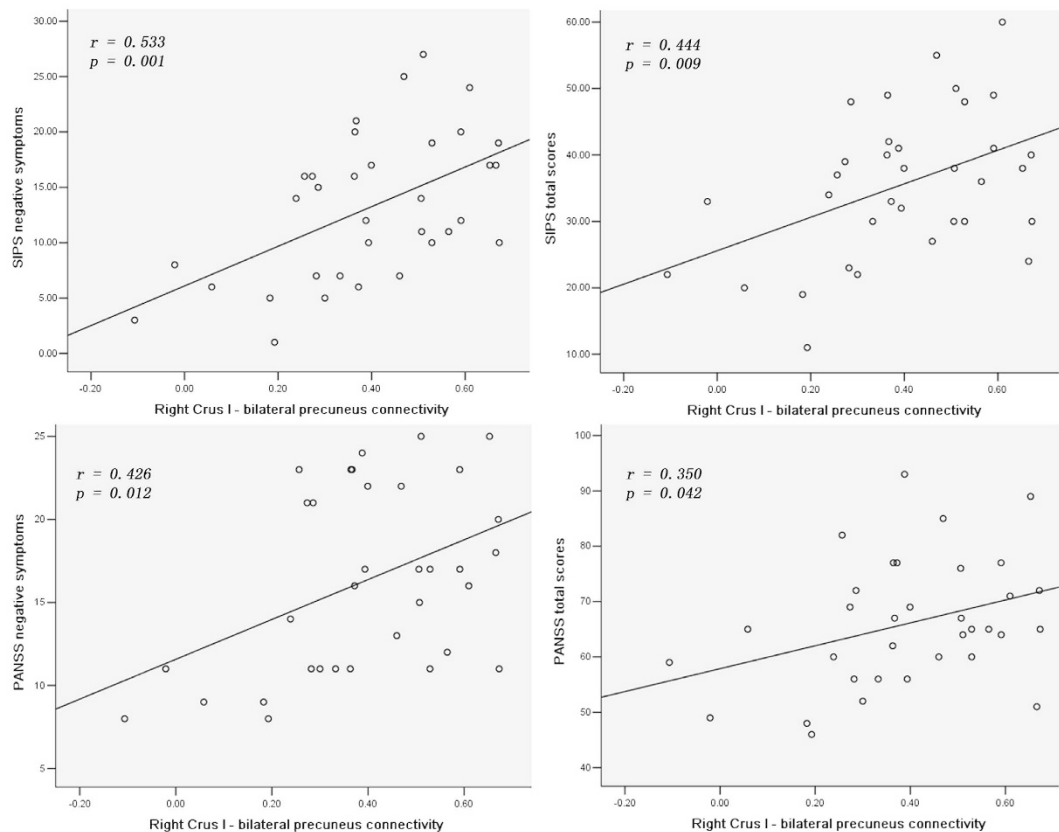 r = 0.533
p = 0.001
SIPS negative symptoms
30.00
25.00
20.00
15.00
10.00
5.00
0.00
-0.20
0.00
0.20
0.40
0.60
Right Crus I - bilateral precuneus connectivity
r = 0.444
p = 0.009
SIPS total scores
60.00
50.00
40.00
30.00
20.00
10.00
-0.20
0.00
0.20
0.40
0.60
Right Crus I - bilateral precuneus connectivity
r = 0.426
p = 0.012
PANSS negative symptoms
25
20
15
10
5
-0.20
0.00
0.20
0.40
0.60
Right Crus I - bilateral precuneus connectivity
r = 0.350
p = 0.042
PANSS total scores
100
90
80
70
60
50
40
-0.20
0.00
0.20
0.40
0.60
Right Crus I - bilateral precuneus connectivity